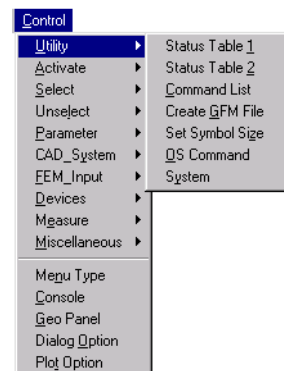 Control
Utility
Activate
Select
Unselect
Parameter
CAD_System
FEM_Input
Devices
Measure
Miscellaneous
Menu Type
Console
Geo Panel
Dialog Option
Plot Option
Status Table 1
Status Table 2
Command List
Create GFM File
Set Symbol Size
OS Command
System